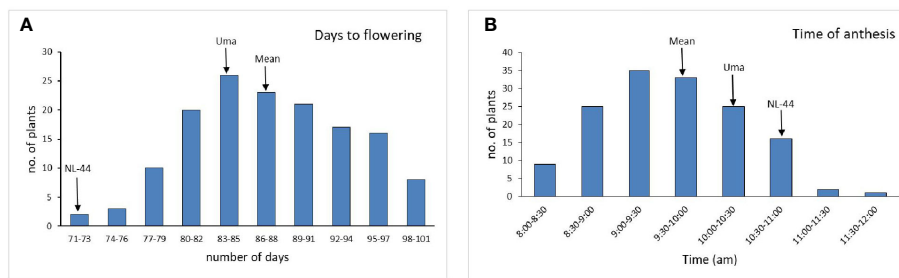 A
Days to flowering
30
25
20
15
10
5
0
no. of plants
NL-44
Uma
Mean
71-73 74-76 77-79 80-82 83-85 86-88 89-91 92-94 95-97 98-101
number of days
B
Time of anthesis
40
35
30
25
20
15
10
5
0
no. of plants
Mean
Uma
NL-44
8:00-8:30 8:30-9:00 9:00-9:30 9:30-10:00 10:00-10:30 10:30-11:00 11:00-11:30 11:30-12:00
Time (am)